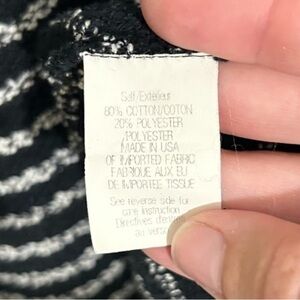 Self/Extérieur
80% COTTON/COTON
20% POLYESTER
/POLYESTER
MADE IN USA
OF IMPORTED FABRIC
FABRIQUÉ AUX EU
DE IMPORTEE TISSUE
See reverse side for
care Instruction
Directives d'entretien
au verso